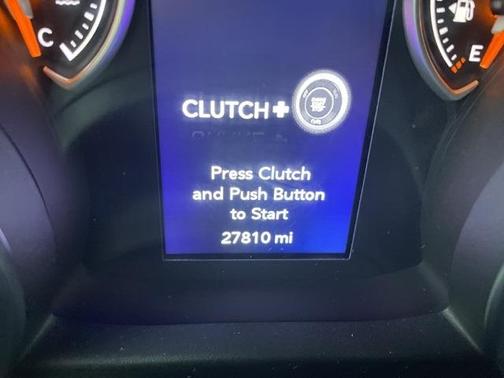 C
E
CLUTCH+
Press Clutch
and Push Button
to Start
27810 mi